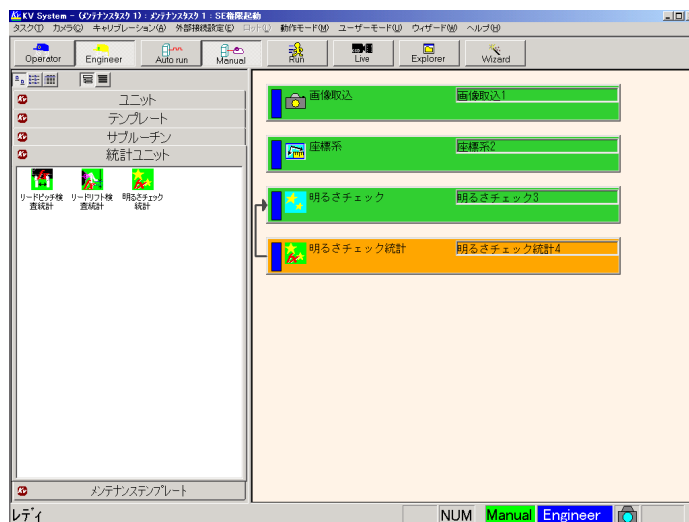 KV System - (メンテナンスタスク 1) : メンテナンスタスク 1 : SE権限起動
タスク(T) カメラ(C) キャリブレーション(A) 外部接続設定(E) ロット(L) 動作モード(M) ユーザーモード(U) ウィザード(W) ヘルプ(H)
Operator Engineer Auto run Manual Run Live Explorer Wizard
ユニット
テンプレート
サブルーチン
統計ユニット
リードピッチ検査統計
リードリフト検査統計
明るさチェック統計
メンテナンステンプレート
画像取込 画像取込1
座標系 座標系2
明るさチェック 明るさチェック3
明るさチェック統計 明るさチェック統計4
レディ NUM Manual Engineer